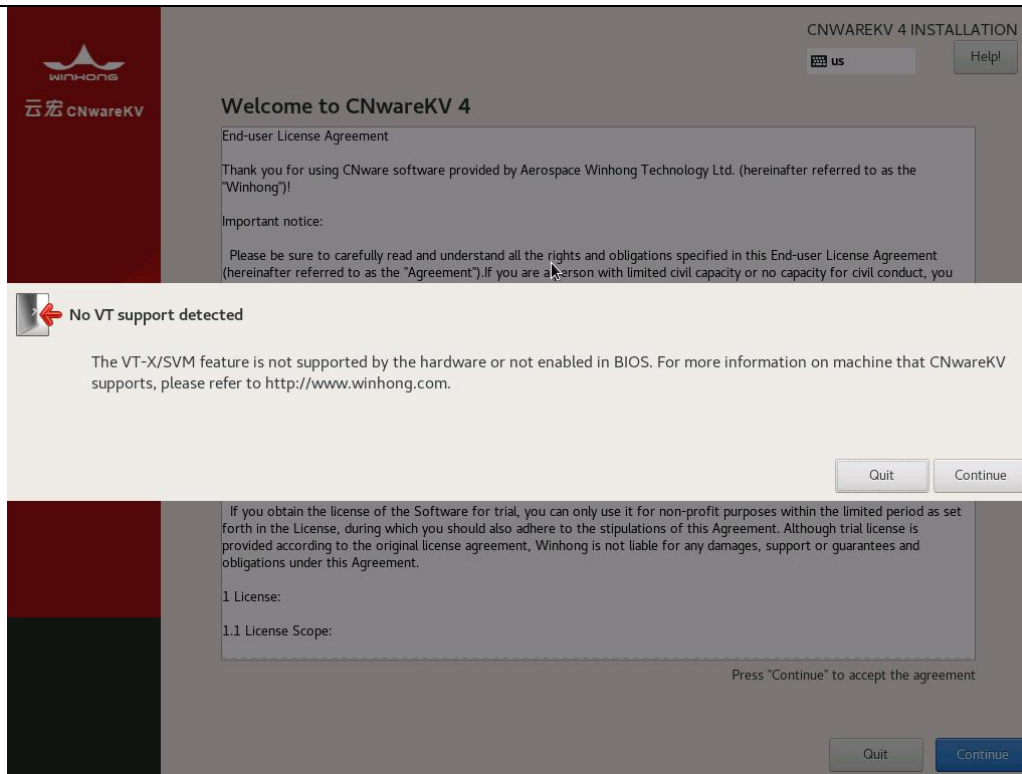 CNWAREKV 4 INSTALLATION
us
Help!
WINHONG
云宏 CNwareKV
Welcome to CNwareKV 4
End-user License Agreement
Thank you for using CNware software provided by Aerospace Winhong Technology Ltd. (hereinafter referred to as the
"Winhong")!
Important notice:
Please be sure to carefully read and understand all the rights and obligations specified in this End-user License Agreement
(hereinafter referred to as the "Agreement").If you are a person with limited civil capacity or no capacity for civil conduct, you
No VT support detected
The VT-X/SVM feature is not supported by the hardware or not enabled in BIOS. For more information on machine that CNwareKV
supports, please refer to http://www.winhong.com.
Quit
Continue
If you obtain the license of the Software for trial, you can only use it for non-profit purposes within the limited period as set
forth in the License, during which you should also adhere to the stipulations of this Agreement. Although trial license is
provided according to the original license agreement, Winhong is not liable for any damages, support or guarantees and
obligations under this Agreement.
1 License:
1.1 License Scope:
Press "Continue" to accept the agreement
Quit
Continue